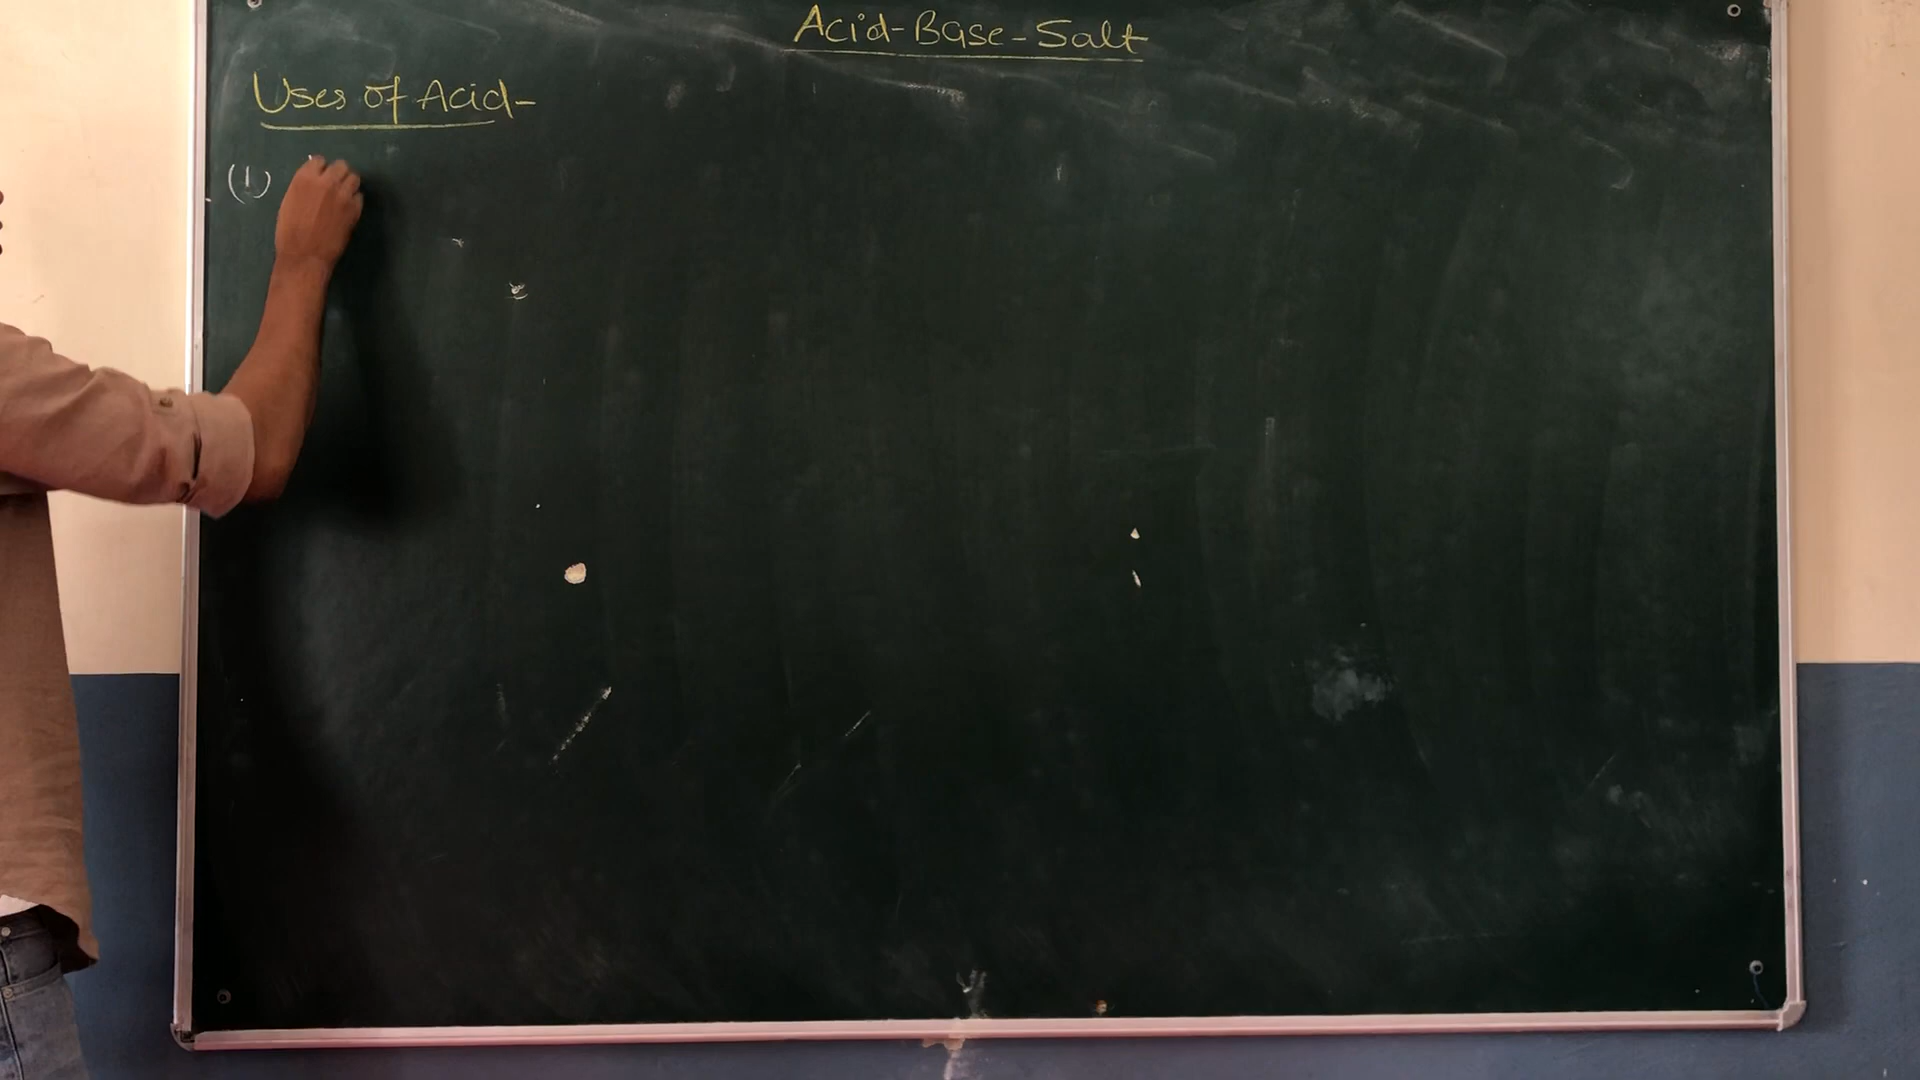 Acid-Base-Salt
Uses of Acid-
(1)